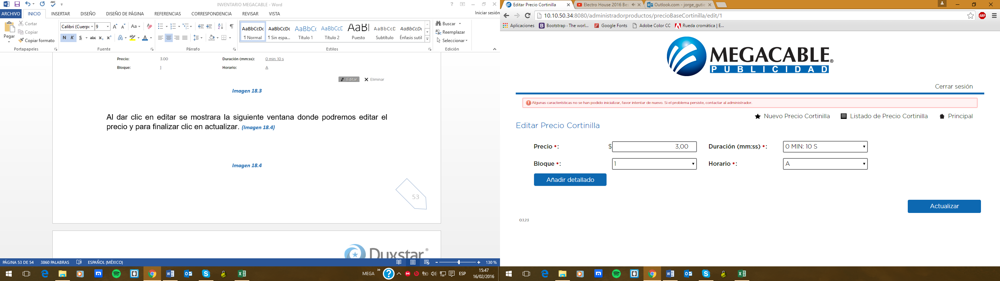 INVENTARIO MEGACABLE - Word
ARCHIVO INICIO INSERTAR DISEÑO DISEÑO DE PÁGINA REFERENCIAS CORRESPONDENCIA REVISAR VISTA Iniciar sesión
Pegar
Cortar
Copiar
Copiar formato
Portapapeles
Calibri (Cuerp 9
N K S abc x₂ x²
Fuente
Párrafo
AaBbCcDc AaBbCcDc AaBbCc AaBbCcD AaBl AaBbCcD AaBbCcDc
¶ Normal ¶ Sin espa... Título 1 Título 2 Puesto Subtítulo Énfasis sutil
Estilos
Buscar
Reemplazar
Seleccionar
Edición
Precio: 3.00 Duración (mm:ss): 0 min: 10 s
Bloque: 1 Horario: A
Editar Eliminar
Imagen 18.3
Al dar clic en editar se mostrara la siguiente ventana donde podremos editar el
precio y para finalizar clic en actualizar. (Imagen 18.4)
Imagen 18.4
53
Duxstar®
PÁGINA 53 DE 54 3860 PALABRAS ESPAÑOL (MÉXICO) 130 %
MEGA » ESP 15:47
16/02/2016
Editar Precio Cortinilla Electro House 2016 Bes Outlook.com - jorge_gutie
10.10.50.34:8080/administradorproductos/precioBaseCortinilla/edit/1
ABP
Aplicaciones Bootstrap · The worl... Google Fonts Adobe Color CC Rueda cromática | E...
MEGACABLE®
PUBLICIDAD
Cerrar sesión
Algunas características no se han podido inicializar, favor intentar de nuevo. Si el problema persiste, contactar al administrador.
Nuevo Precio Cortinilla Listado de Precio Cortinilla Principal
Editar Precio Cortinilla
Precio *: $ 3,00 Duración (mm:ss) *: 0 MIN: 10 S
Bloque *: 1 Horario *: A
Añadir detallado
Actualizar
0.1.23